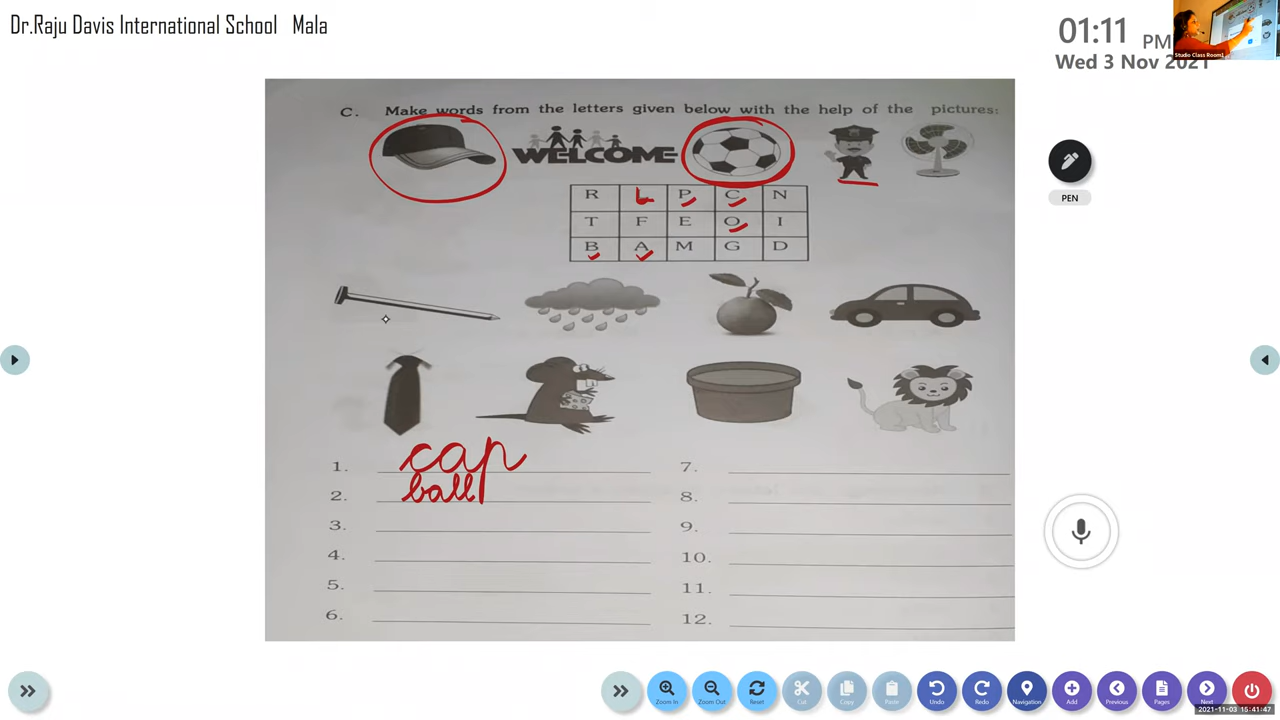 Dr.Raju Davis International School Mala
01:11 PM
Wed 3 Nov 2021
Studio Class Room1
C. Make words from the letters given below with the help of the pictures:
WELCOME
R L P C N
T F E O I
B A M G D
PEN
1. cap
2. ball
3.
4.
5.
6.
7.
8.
9.
10.
11.
12.
Zoom In Zoom Out Reset Cut Copy Paste Undo Redo Navigation Add Previous Pages Next
2021-11-03 15:41:47